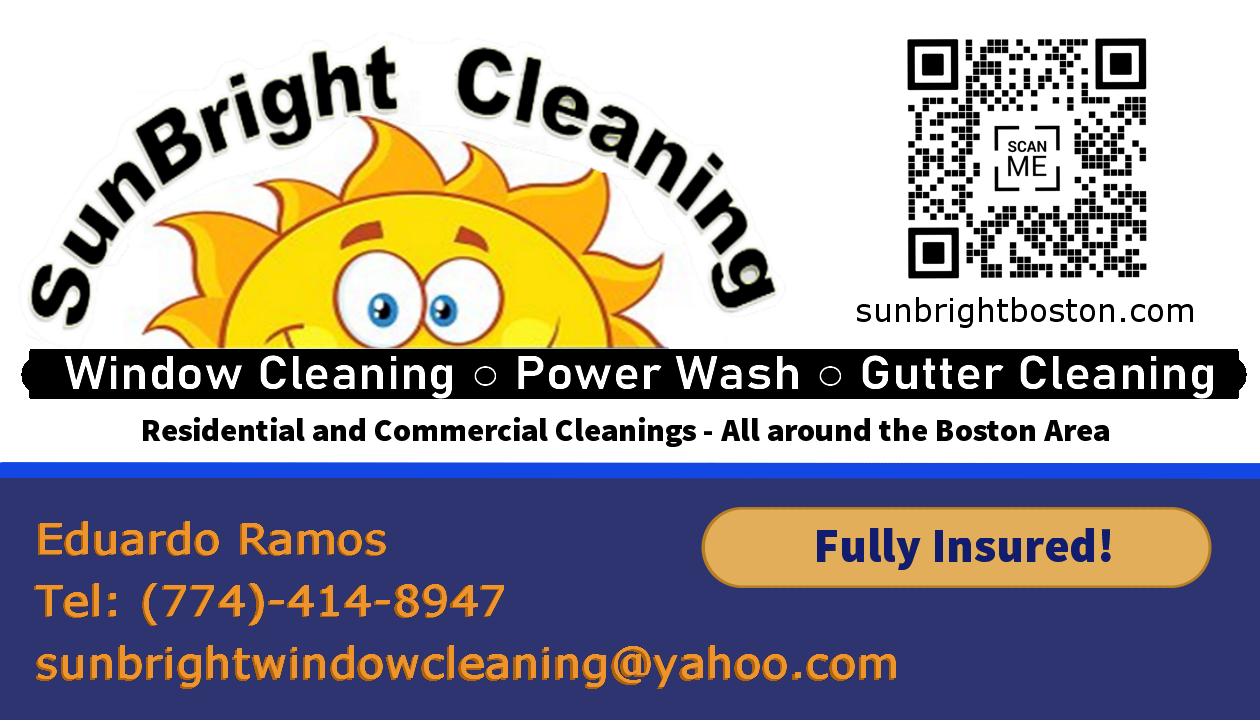 SunBright Cleaning
SCAN
ME
sunbrightboston.com
Window Cleaning ○ Power Wash ○ Gutter Cleaning
Residential and Commercial Cleanings - All around the Boston Area
Eduardo Ramos
Fully Insured!
Tel: (774)-414-8947
sunbrightwindowcleaning@yahoo.com